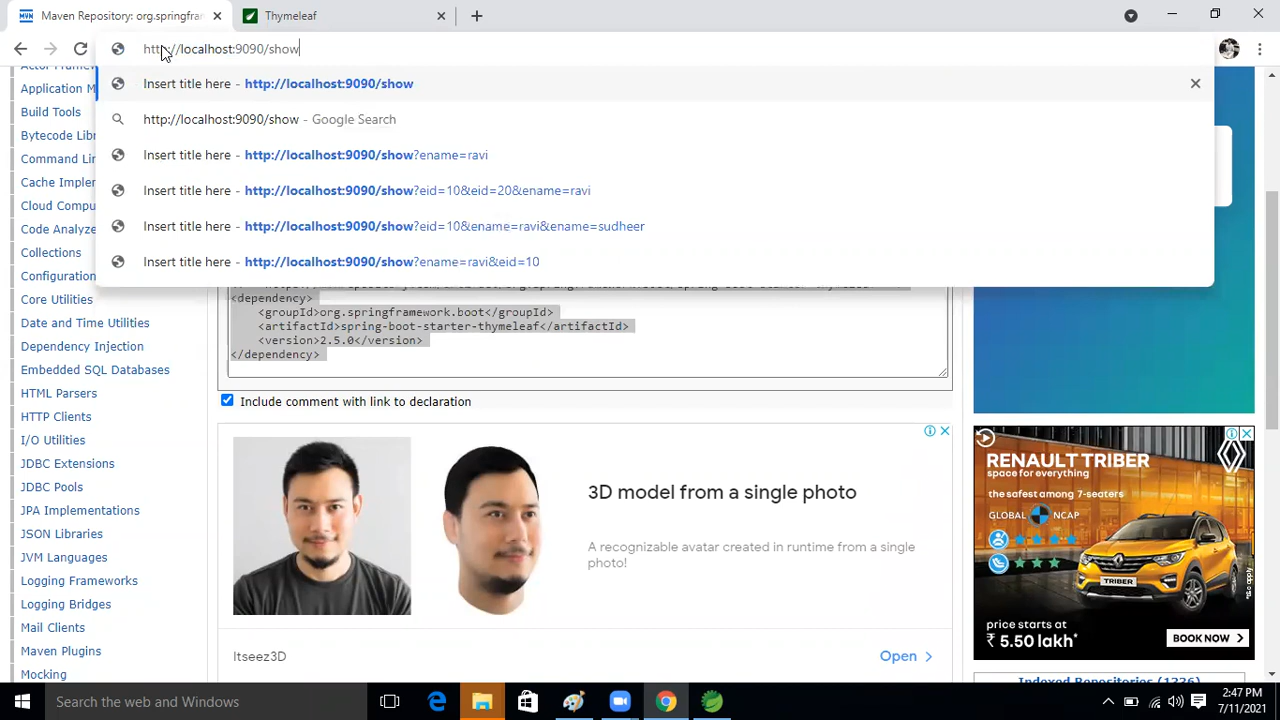 Maven Repository: org.springfram
Thymeleaf
http://localhost:9090/show
Insert title here - http://localhost:9090/show
http://localhost:9090/show - Google Search
Insert title here - http://localhost:9090/show?ename=ravi
Insert title here - http://localhost:9090/show?eid=10&eid=20&ename=ravi
Insert title here - http://localhost:9090/show?eid=10&ename=ravi&ename=sudheer
Insert title here - http://localhost:9090/show?ename=ravi&eid=10
Application M
Build Tools
Bytecode Libr
Command Lin
Cache Implem
Cloud Compu
Code Analyze
Collections
Configuration
Core Utilities
Date and Time Utilities
Dependency Injection
Embedded SQL Databases
HTML Parsers
HTTP Clients
I/O Utilities
JDBC Extensions
JDBC Pools
JPA Implementations
JSON Libraries
JVM Languages
Logging Frameworks
Logging Bridges
Mail Clients
Maven Plugins
Mocking
<dependency>
<groupId>org.springframework.boot</groupId>
<artifactId>spring-boot-starter-thymeleaf</artifactId>
<version>2.5.0</version>
</dependency>
Include comment with link to declaration
3D model from a single photo
A recognizable avatar created in runtime from a single
photo!
Itseez3D
Open
RENAULT TRIBER
space for everything
the safest among 7-seaters
GLOBAL NCAP
TRIBER
price starts at
₹ 5.50 lakh*
BOOK NOW
*T&C apply
Indexed Repositories (1326)
Search the web and Windows
2:47 PM
7/11/2021